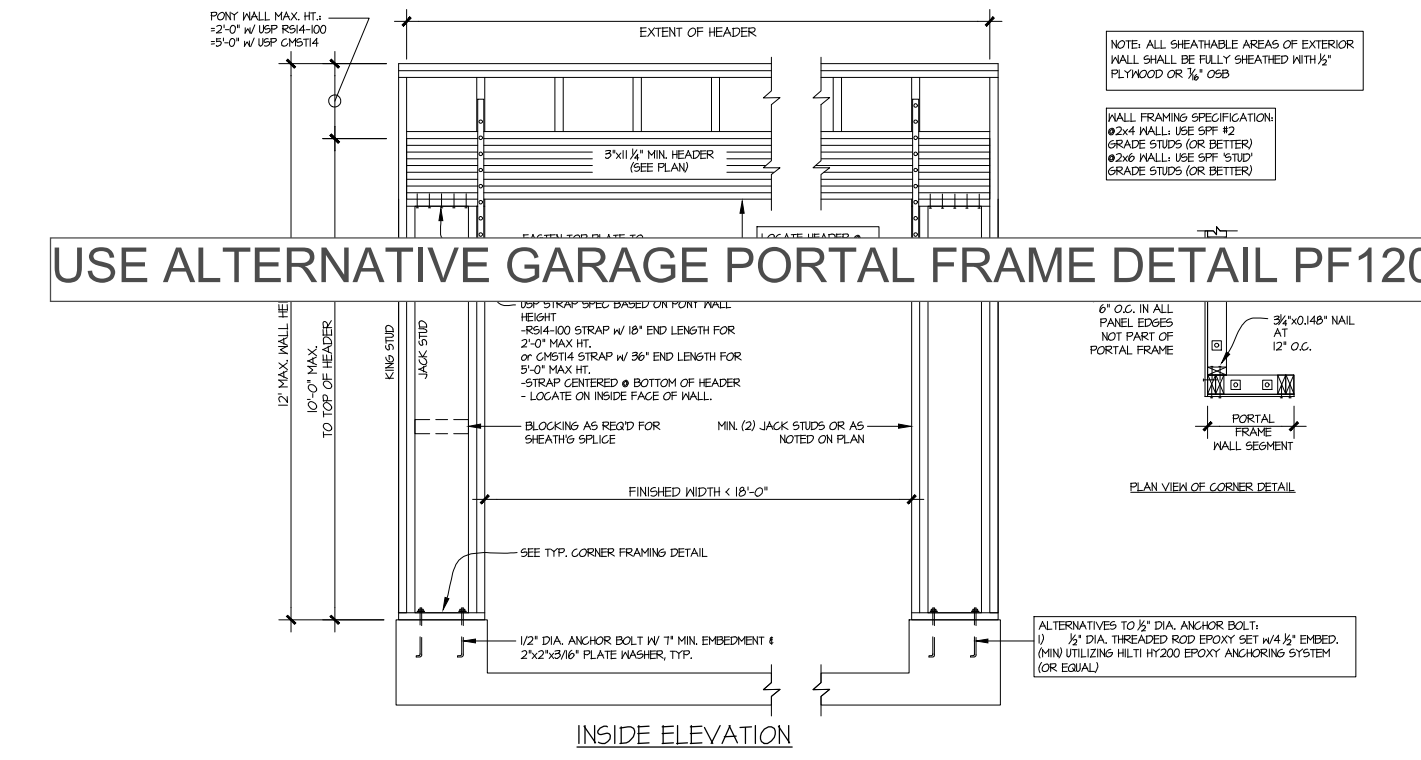 PONY WALL MAX. HT.:
=2'-0" W/ USP RS14-100
=5'-0" W/ USP CMST14
EXTENT OF HEADER
NOTE: ALL SHEATHABLE AREAS OF EXTERIOR
WALL SHALL BE FULLY SHEATHED WITH ½"
PLYWOOD OR 7/16" OSB
WALL FRAMING SPECIFICATION:
@2x4 WALL: USE SPF #2
GRADE STUDS (OR BETTER)
@2x6 WALL: USE SPF 'STUD'
GRADE STUDS (OR BETTER)
3"x11 ¼" MIN. HEADER
(SEE PLAN)
FASTEN TOP PLATE TO
LOCATE HEADER @
USE ALTERNATIVE GARAGE PORTAL FRAME DETAIL PF120
12' MAX. WALL
10'-0" MAX.
TO TOP OF HEADER
KING STUD
JACK STUD
USP STRAP SPEC BASED ON PONY WALL
HEIGHT
-RS14-100 STRAP W/ 18" END LENGTH FOR
2'-0" MAX HT.
or CMST14 STRAP W/ 36" END LENGTH FOR
5'-0" MAX HT.
-STRAP CENTERED @ BOTTOM OF HEADER
- LOCATE ON INSIDE FACE OF WALL.
6" O.C. IN ALL
PANEL EDGES
NOT PART OF
PORTAL FRAME
3¼"x0.148" NAIL
AT
12" O.C.
BLOCKING AS REQ'D FOR
SHEATH'G SPLICE
MIN. (2) JACK STUDS OR AS
NOTED ON PLAN
PORTAL
FRAME
WALL SEGMENT
FINISHED WIDTH < 18'-0"
PLAN VIEW OF CORNER DETAIL
SEE TYP. CORNER FRAMING DETAIL
1/2" DIA. ANCHOR BOLT W/ 7" MIN. EMBEDMENT &
2"x2"x3/16" PLATE WASHER, TYP.
ALTERNATIVES TO ½" DIA. ANCHOR BOLT:
1) ½" DIA. THREADED ROD EPOXY SET W/4 ½" EMBED.
(MIN) UTILIZING HILTI HY200 EPOXY ANCHORING SYSTEM
(OR EQUAL)
INSIDE ELEVATION